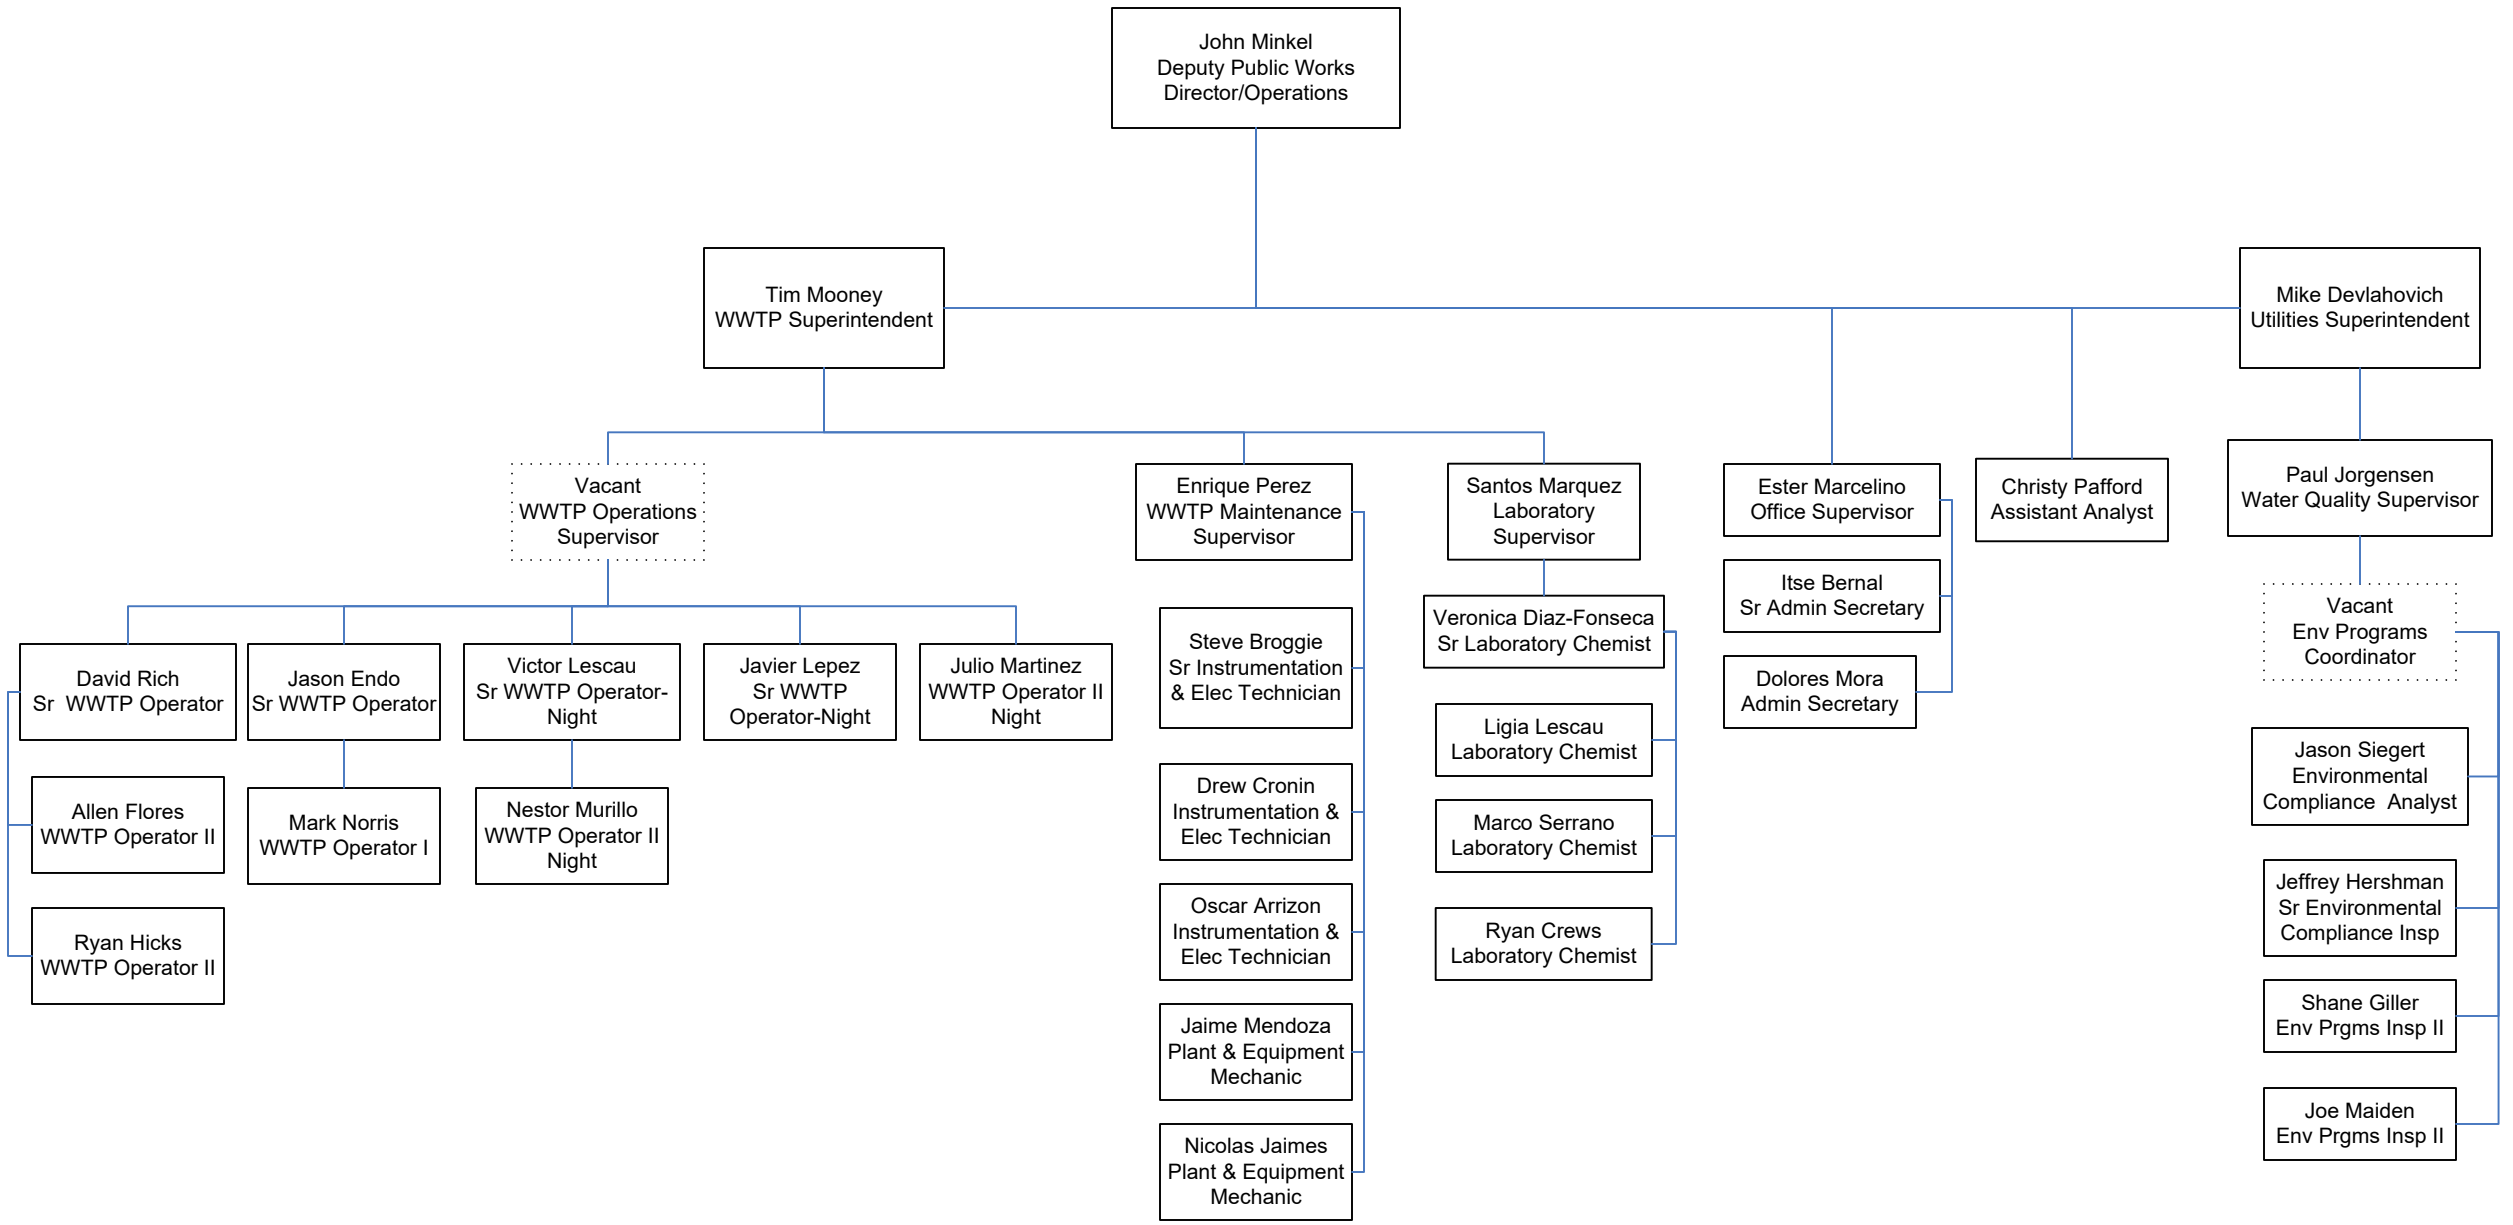 John Minkel
Deputy Public Works
Director/Operations
Tim Mooney
WWTP Superintendent
Mike Devlahovich
Utilities Superintendent
Vacant
WWTP Operations
Supervisor
Enrique Perez
WWTP Maintenance
Supervisor
Santos Marquez
Laboratory
Supervisor
Ester Marcelino
Office Supervisor
Christy Pafford
Assistant Analyst
Paul Jorgensen
Water Quality Supervisor
David Rich
Sr  WWTP Operator
Jason Endo
Sr WWTP Operator
Victor Lescau
Sr WWTP Operator-
Night
Javier Lepez
Sr WWTP
Operator-Night
Julio Martinez
WWTP Operator II
Night
Allen Flores
WWTP Operator II
Ryan Hicks
WWTP Operator II
Mark Norris
WWTP Operator I
Nestor Murillo
WWTP Operator II
Night
Steve Broggie
Sr Instrumentation
& Elec Technician
Drew Cronin
Instrumentation &
Elec Technician
Oscar Arrizon
Instrumentation &
Elec Technician
Jaime Mendoza
Plant & Equipment
Mechanic
Nicolas Jaimes
Plant & Equipment
Mechanic
Veronica Diaz-Fonseca
Sr Laboratory Chemist
Ligia Lescau
Laboratory Chemist
Marco Serrano
Laboratory Chemist
Ryan Crews
Laboratory Chemist
Itse Bernal
Sr Admin Secretary
Dolores Mora
Admin Secretary
Vacant
Env Programs
Coordinator
Jason Siegert
Environmental
Compliance  Analyst
Jeffrey Hershman
Sr Environmental
Compliance Insp
Shane Giller
Env Prgms Insp II
Joe Maiden
Env Prgms Insp II